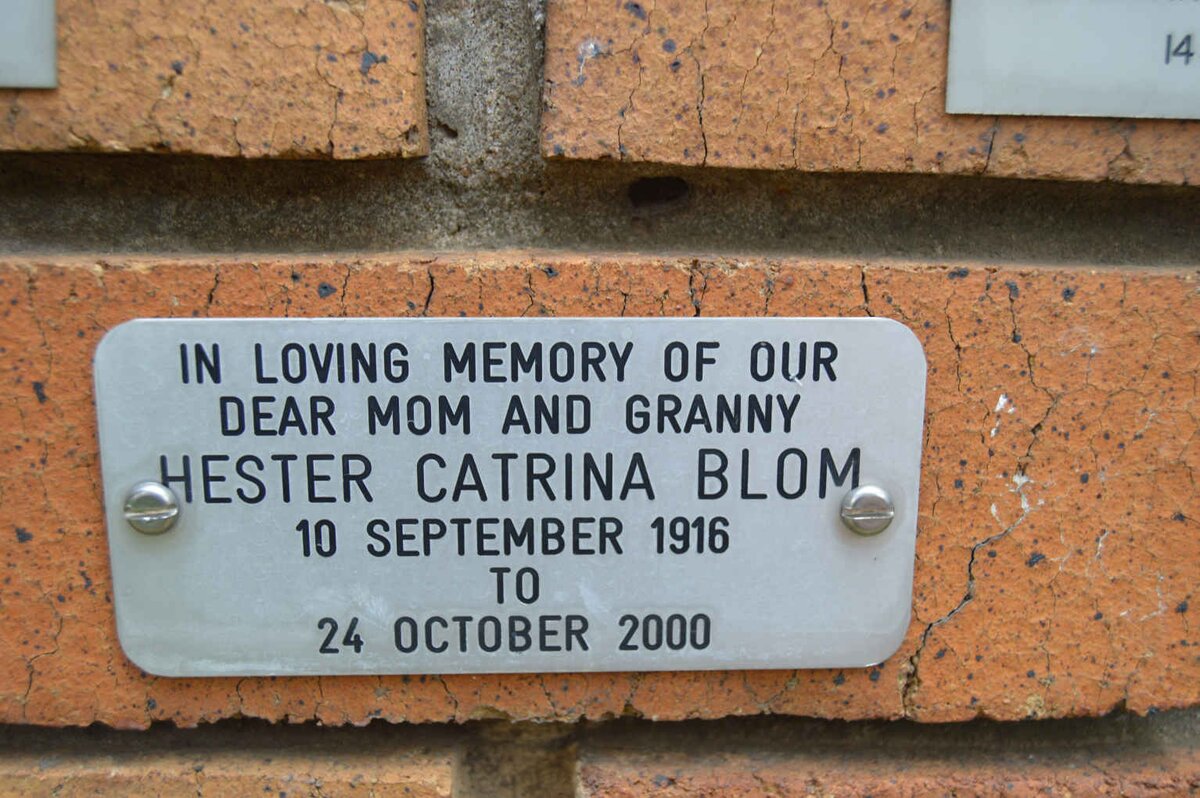 14
IN LOVING MEMORY OF OUR
DEAR MOM AND GRANNY
HESTER CATRINA BLOM
10 SEPTEMBER 1916
TO
24 OCTOBER 2000